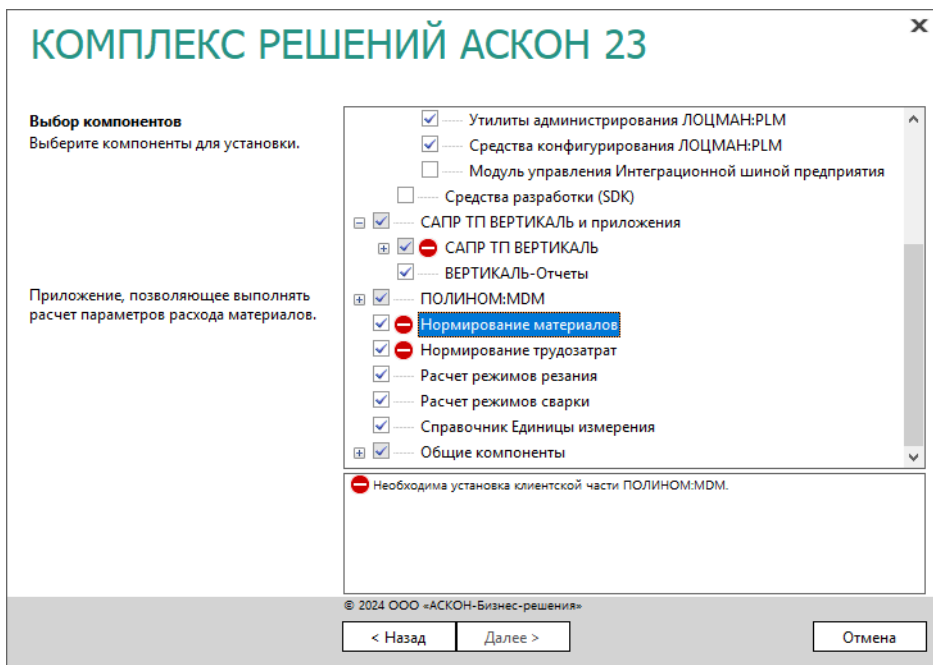 КОМПЛЕКС РЕШЕНИЙ АСКОН 23
Выбор компонентов
Выберите компоненты для установки.
Приложение, позволяющее выполнять
расчет параметров расхода материалов.
Утилиты администрирования ЛОЦМАН:PLM
Средства конфигурирования ЛОЦМАН:PLM
Модуль управления Интеграционной шиной предприятия
Средства разработки (SDK)
САПР ТП ВЕРТИКАЛЬ и приложения
САПР ТП ВЕРТИКАЛЬ
ВЕРТИКАЛЬ-Отчеты
ПОЛИНОМ:MDM
Нормирование материалов
Нормирование трудозатрат
Расчет режимов резания
Расчет режимов сварки
Справочник Единицы измерения
Общие компоненты
Необходима установка клиентской части ПОЛИНОМ:MDM.
© 2024 ООО «АСКОН-Бизнес-решения»
< Назад
Далее >
Отмена